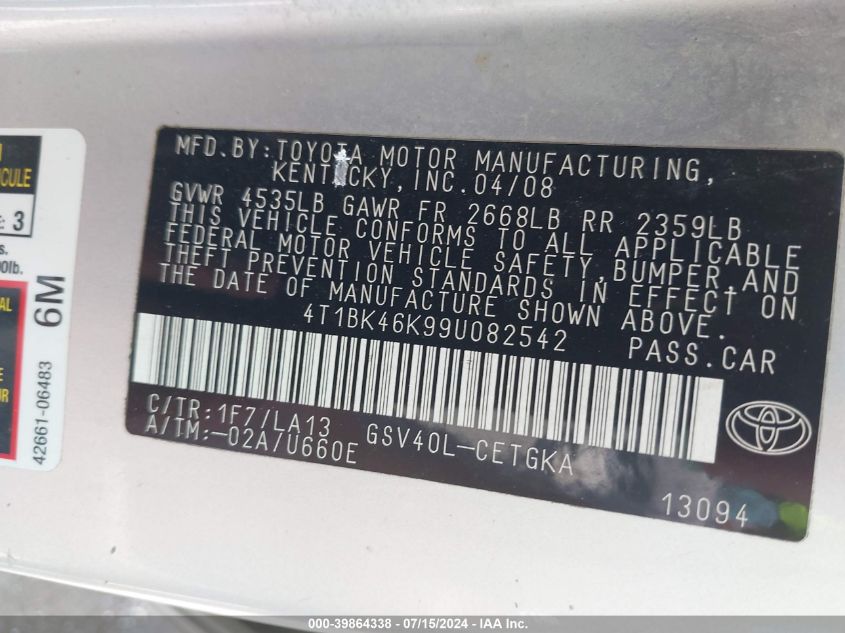 MFD.BY:TOYOTA MOTOR MANUFACTURING,
KENTUCKY,INC.04/08
GVWR 4535LB GAWR FR 2668LB RR 2359LB
THIS VEHICLE CONFORMS TO ALL APPLICABLE
FEDERAL MOTOR VEHICLE SAFETY,BUMPER,AND
THEFT PREVENTION STANDARDS IN EFFECT ON
THE DATE OF MANUFACTURE SHOWN ABOVE.
4T1BK46K99U082542 PASS.CAR
C/TR:1F7/LA13
A/TM:-02A/U660E
GSV40L-CETGKA
13094
3
6M
42661-06483
000-39864338 - 07/15/2024 - IAA Inc.